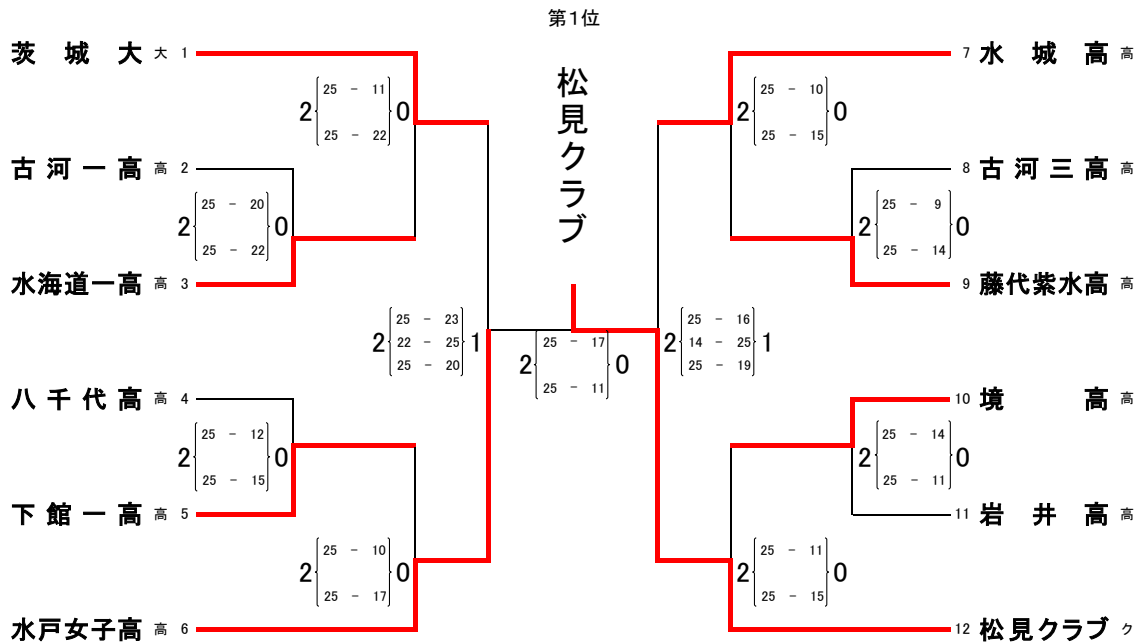 第1位
松見クラブ
茨城大 大 1
25 － 11
2 0
25 － 22
古河一高 高 2
25 － 20
2 0
25 － 22
水海道一高 高 3
25 － 23
2 22 － 25 1
25 － 20
八千代高 高 4
25 － 12
2 0
25 － 15
下館一高 高 5
25 － 10
2 0
25 － 17
水戸女子高 高 6
25 － 17
2 0
25 － 11
7 水城高 高
25 － 10
2 0
25 － 15
8 古河三高 高
25 － 9
2 0
25 － 14
9 藤代紫水高 高
25 － 16
2 14 － 25 1
25 － 19
10 境高 高
25 － 14
2 0
25 － 11
11 岩井高 高
25 － 11
2 0
25 － 15
12 松見クラブ ク